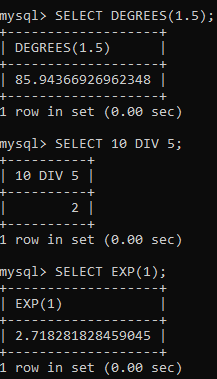 mysql> SELECT DEGREES(1.5);
+-------------------+
| DEGREES(1.5)      |
+-------------------+
| 85.94366926962348 |
+-------------------+
1 row in set (0.00 sec)
mysql> SELECT 10 DIV 5;
+----------+
| 10 DIV 5 |
+----------+
|        2 |
+----------+
1 row in set (0.00 sec)
mysql> SELECT EXP(1);
+-------------------+
| EXP(1)            |
+-------------------+
| 2.718281828459045 |
+-------------------+
1 row in set (0.00 sec)